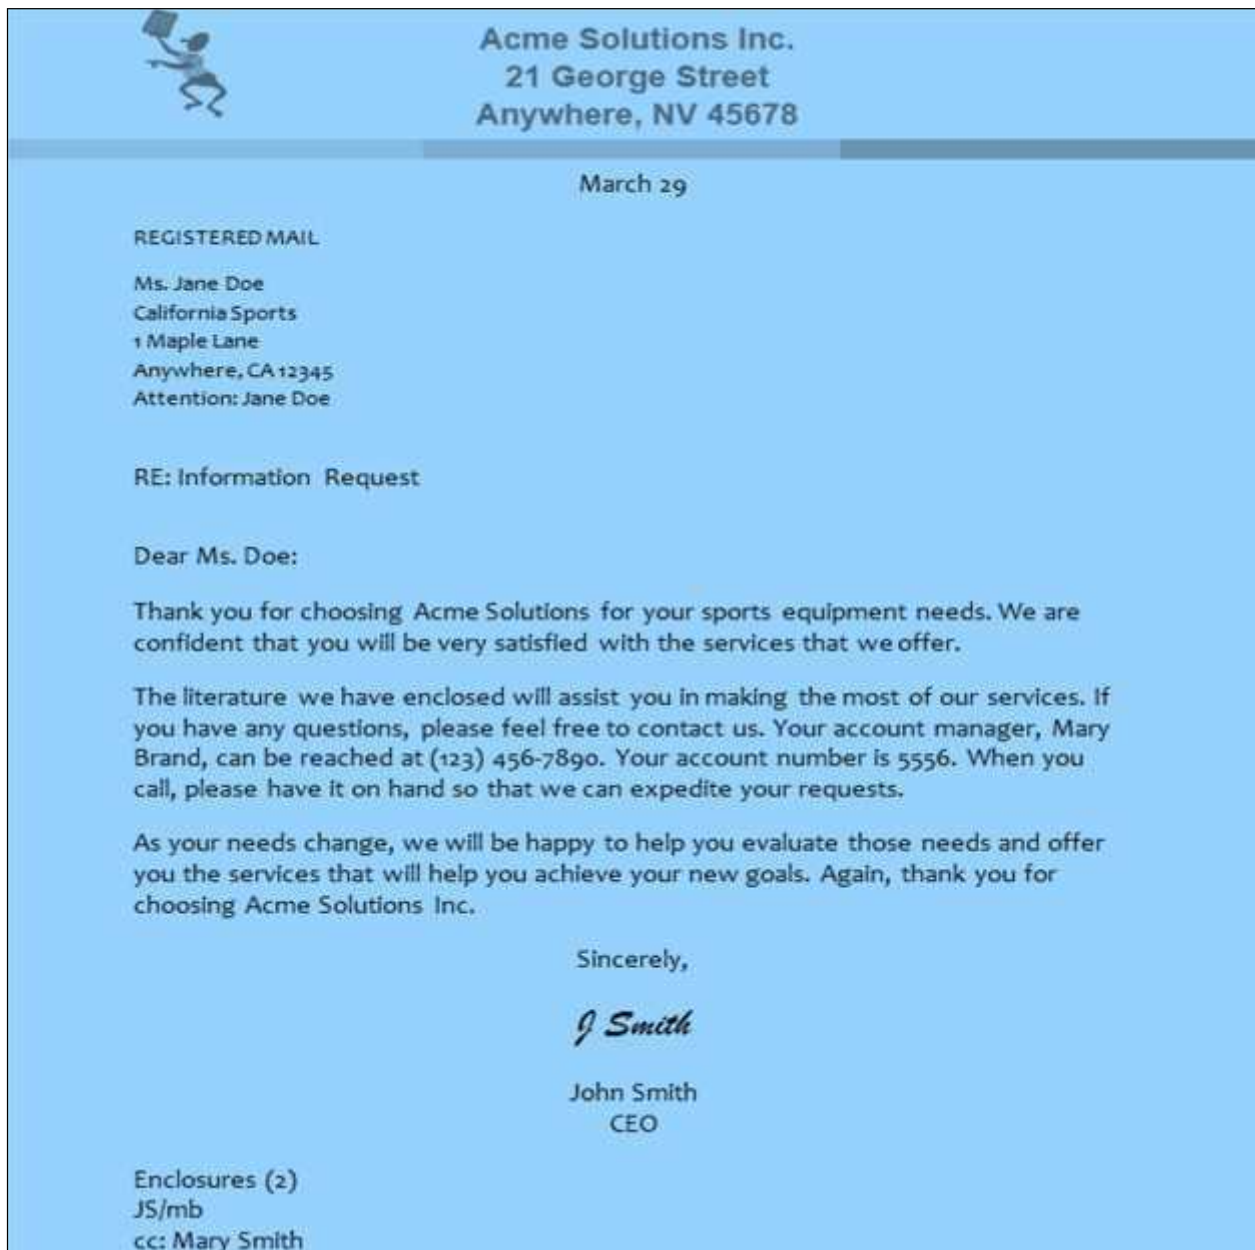 Acme Solutions Inc.
21 George Street
Anywhere, NV 45678
March 29
REGISTERED MAIL
Ms. Jane Doe
California Sports
1 Maple Lane
Anywhere, CA 12345
Attention: Jane Doe
RE: Information Request
Dear Ms. Doe:
Thank you for choosing Acme Solutions for your sports equipment needs. We are
confident that you will be very satisfied with the services that we offer.
The literature we have enclosed will assist you in making the most of our services. If
you have any questions, please feel free to contact us. Your account manager, Mary
Brand, can be reached at (123) 456-7890. Your account number is 5556. When you
call, please have it on hand so that we can expedite your requests.
As your needs change, we will be happy to help you evaluate those needs and offer
you the services that will help you achieve your new goals. Again, thank you for
choosing Acme Solutions Inc.
Sincerely,
J Smith
John Smith
CEO
Enclosures (2)
JS/mb
cc: Mary Smith